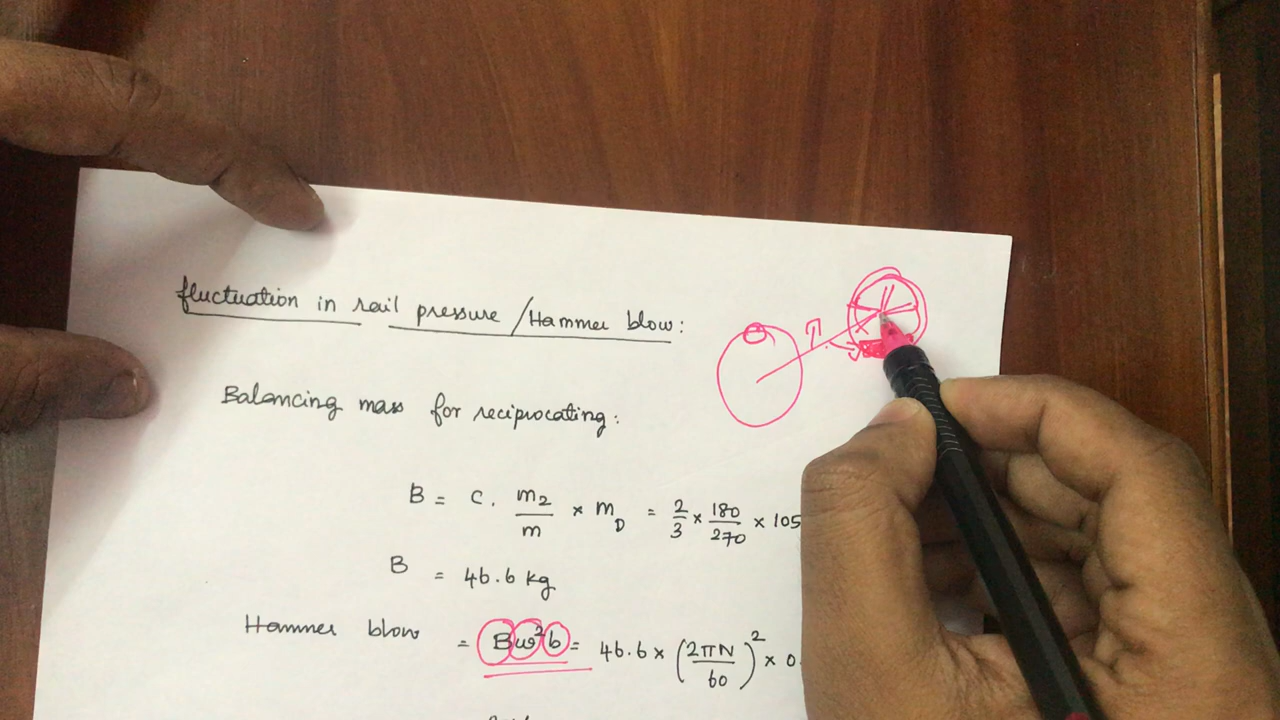 fluctuation in rail pressure / Hammer blow:
Balancing mass for reciprocating:
B = C. m2/m × mD = 2/3 × 180/270 × 105
B = 46.6 kg
Hammer blow = Bω²b = 46.6 × (2πN/60)² × 0.